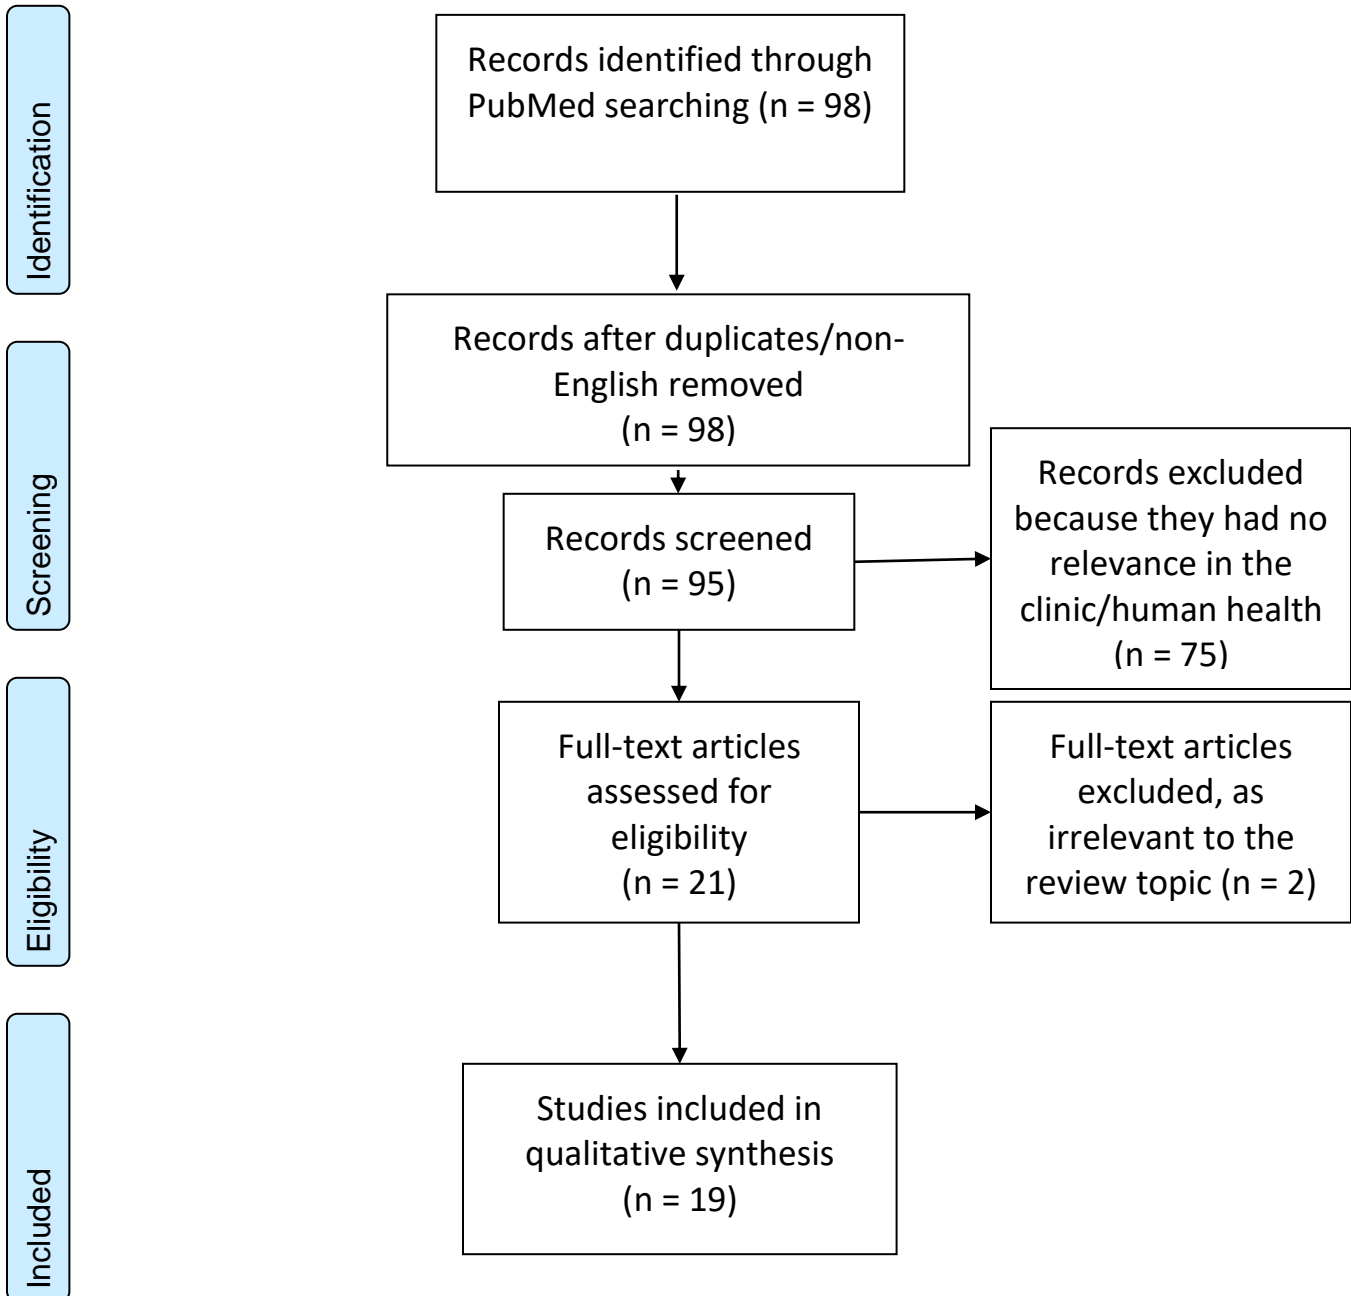 Identification
Records identified through
PubMed searching (n = 98)
Records after duplicates/non-
English removed
(n = 98)
Screening
Records screened
(n = 95)
Records excluded
because they had no
relevance in the
clinic/human health
(n = 75)
Eligibility
Full-text articles
assessed for
eligibility
(n = 21)
Full-text articles
excluded, as
irrelevant to the
review topic (n = 2)
Included
Studies included in
qualitative synthesis
(n = 19)